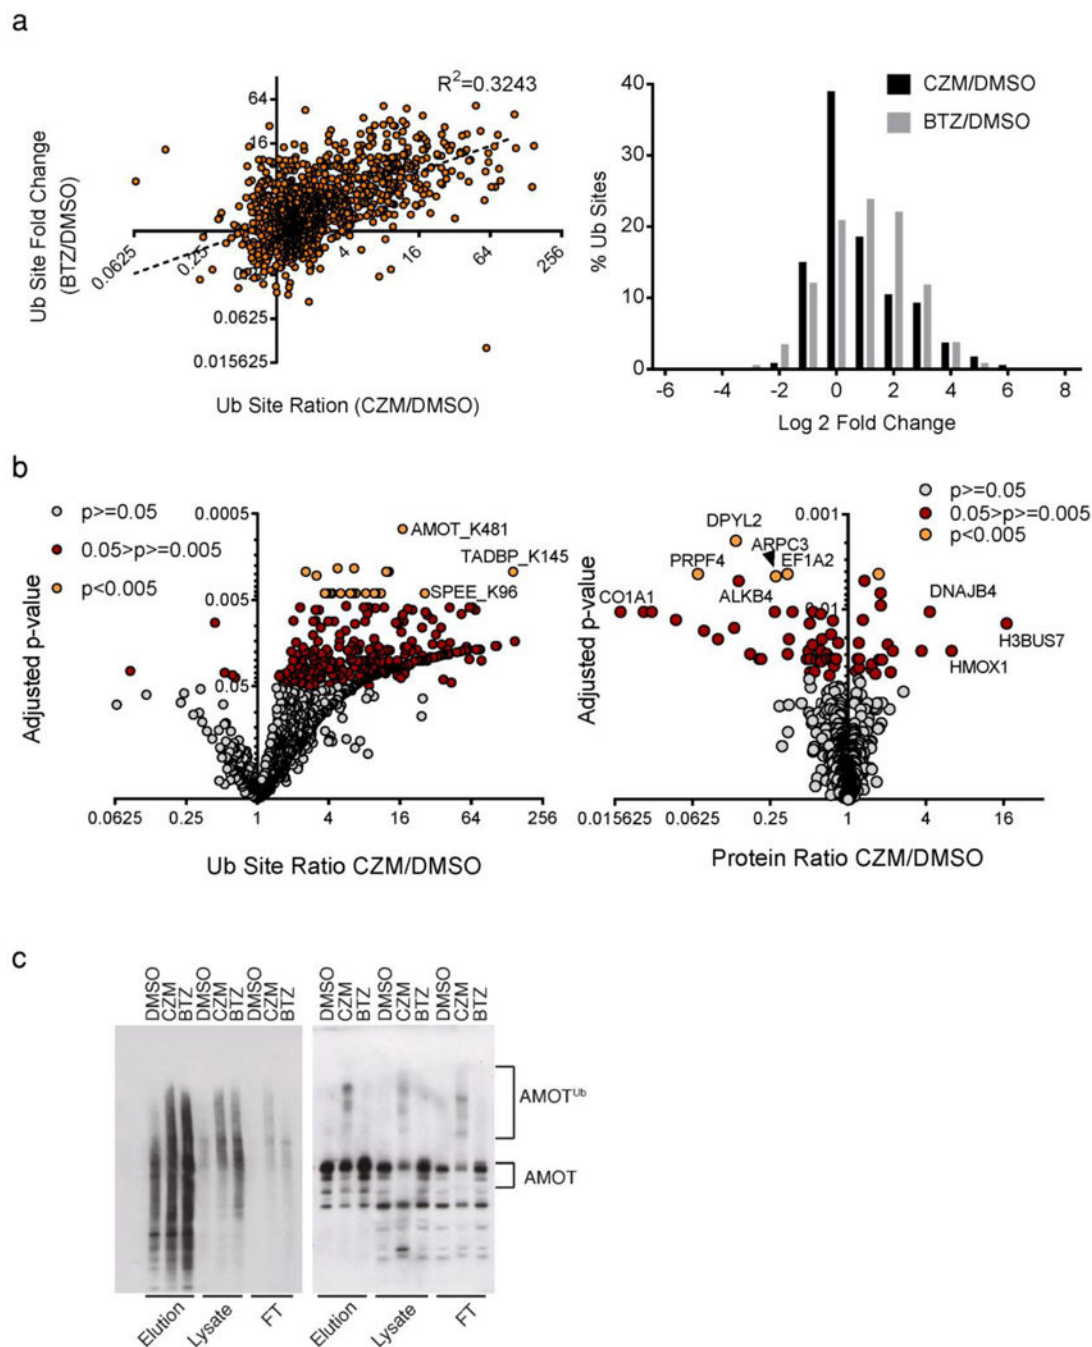 a
R²=0.3243
64
16
4
16
64
256
0.0625
0.25
0.0625
0.015625
Ub Site Fold Change
(BTZ/DMSO)
Ub Site Ration (CZM/DMSO)
40
30
20
10
0
-6 -4 -2 0 2 4 6 8
% Ub Sites
Log 2 Fold Change
CZM/DMSO
BTZ/DMSO
b
p>=0.05
0.05>p>=0.005
p<0.005
0.0005
0.005
0.05
AMOT_K481
TADBP_K145
SPEE_K96
Adjusted p-value
0.0625 0.25 1 4 16 64 256
Ub Site Ratio CZM/DMSO
p>=0.05
0.05>p>=0.005
p<0.005
0.001
0.01
DPYL2
ARPC3
PRPF4
EF1A2
ALKB4
CO1A1
DNAJB4
H3BUS7
HMOX1
Adjusted p-value
0.015625 0.0625 0.25 1 4 16
Protein Ratio CZM/DMSO
c
DMSO CZM BTZ DMSO CZM BTZ DMSO CZM BTZ
DMSO CZM BTZ DMSO CZM BTZ DMSO CZM BTZ
AMOTᵁᵇ
AMOT
Elution Lysate FT
Elution Lysate FT